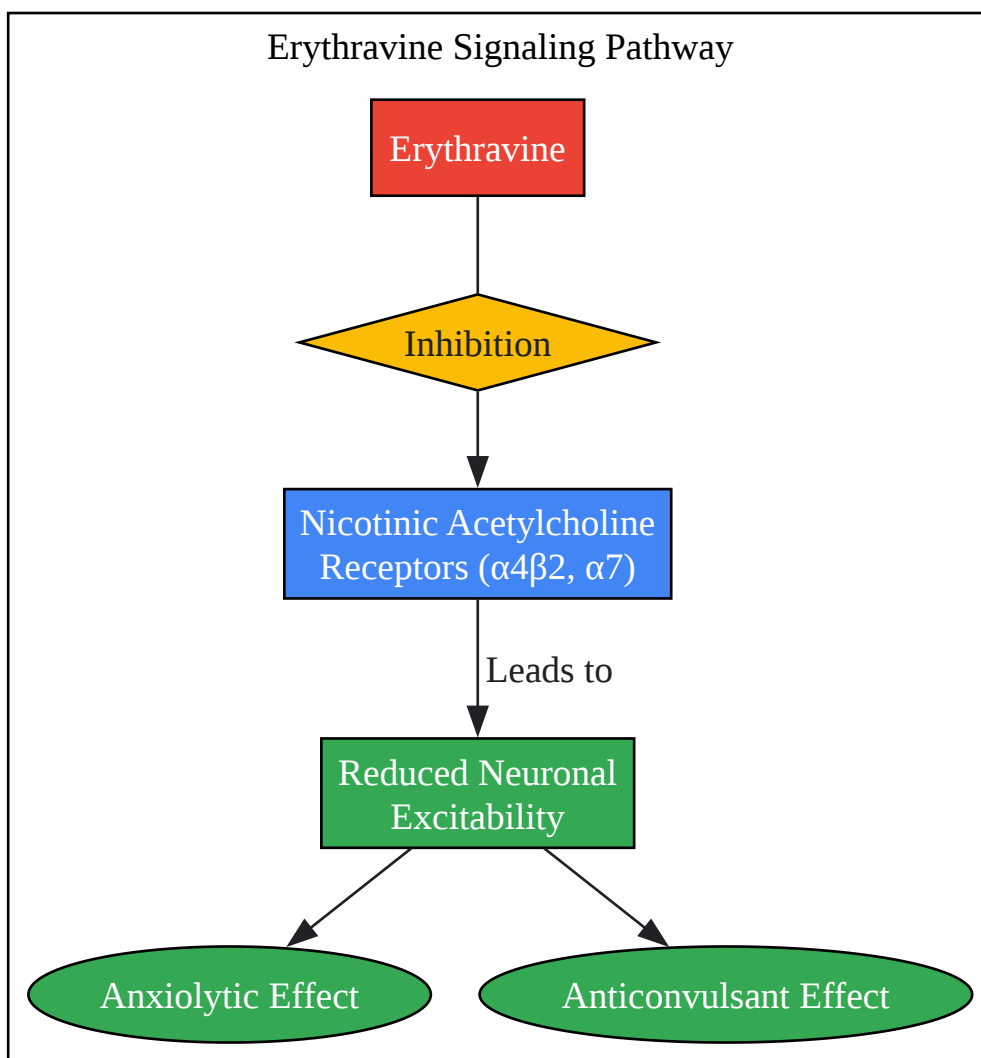 Erythravine Signaling Pathway
Erythravine
Inhibition
Nicotinic Acetylcholine
Receptors (α4β2, α7)
Leads to
Reduced Neuronal
Excitability
Anxiolytic Effect
Anticonvulsant Effect